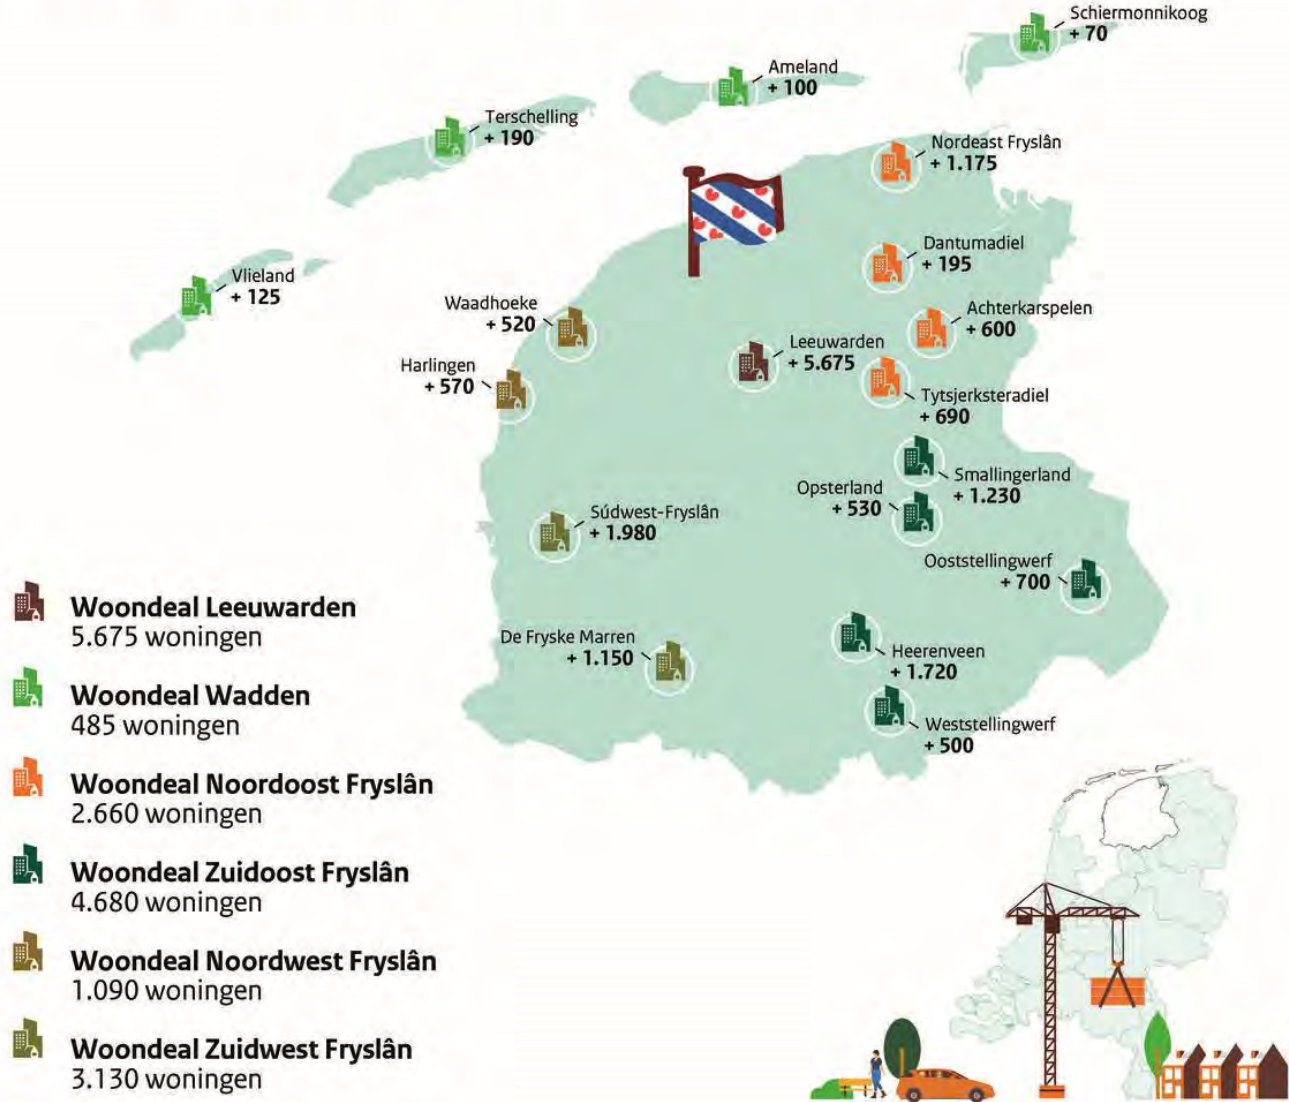 Schiermonnikoog
+ 70
Ameland
+ 100
Terschelling
+ 190
Nordeast Fryslân
+ 1.175
Dantumadiel
+ 195
Vlieland
+ 125
Waadhoeke
+ 520
Achterkarspelen
+ 600
Leeuwarden
+ 5.675
Harlingen
+ 570
Tytsjerksteradiel
+ 690
Smallingerland
+ 1.230
Opsterland
+ 530
Súdwest-Fryslân
+ 1.980
Ooststellingwerf
+ 700
De Fryske Marren
+ 1.150
Heerenveen
+ 1.720
Weststellingwerf
+ 500
Woondeal Leeuwarden
5.675 woningen
Woondeal Wadden
485 woningen
Woondeal Noordoost Fryslân
2.660 woningen
Woondeal Zuidoost Fryslân
4.680 woningen
Woondeal Noordwest Fryslân
1.090 woningen
Woondeal Zuidwest Fryslân
3.130 woningen